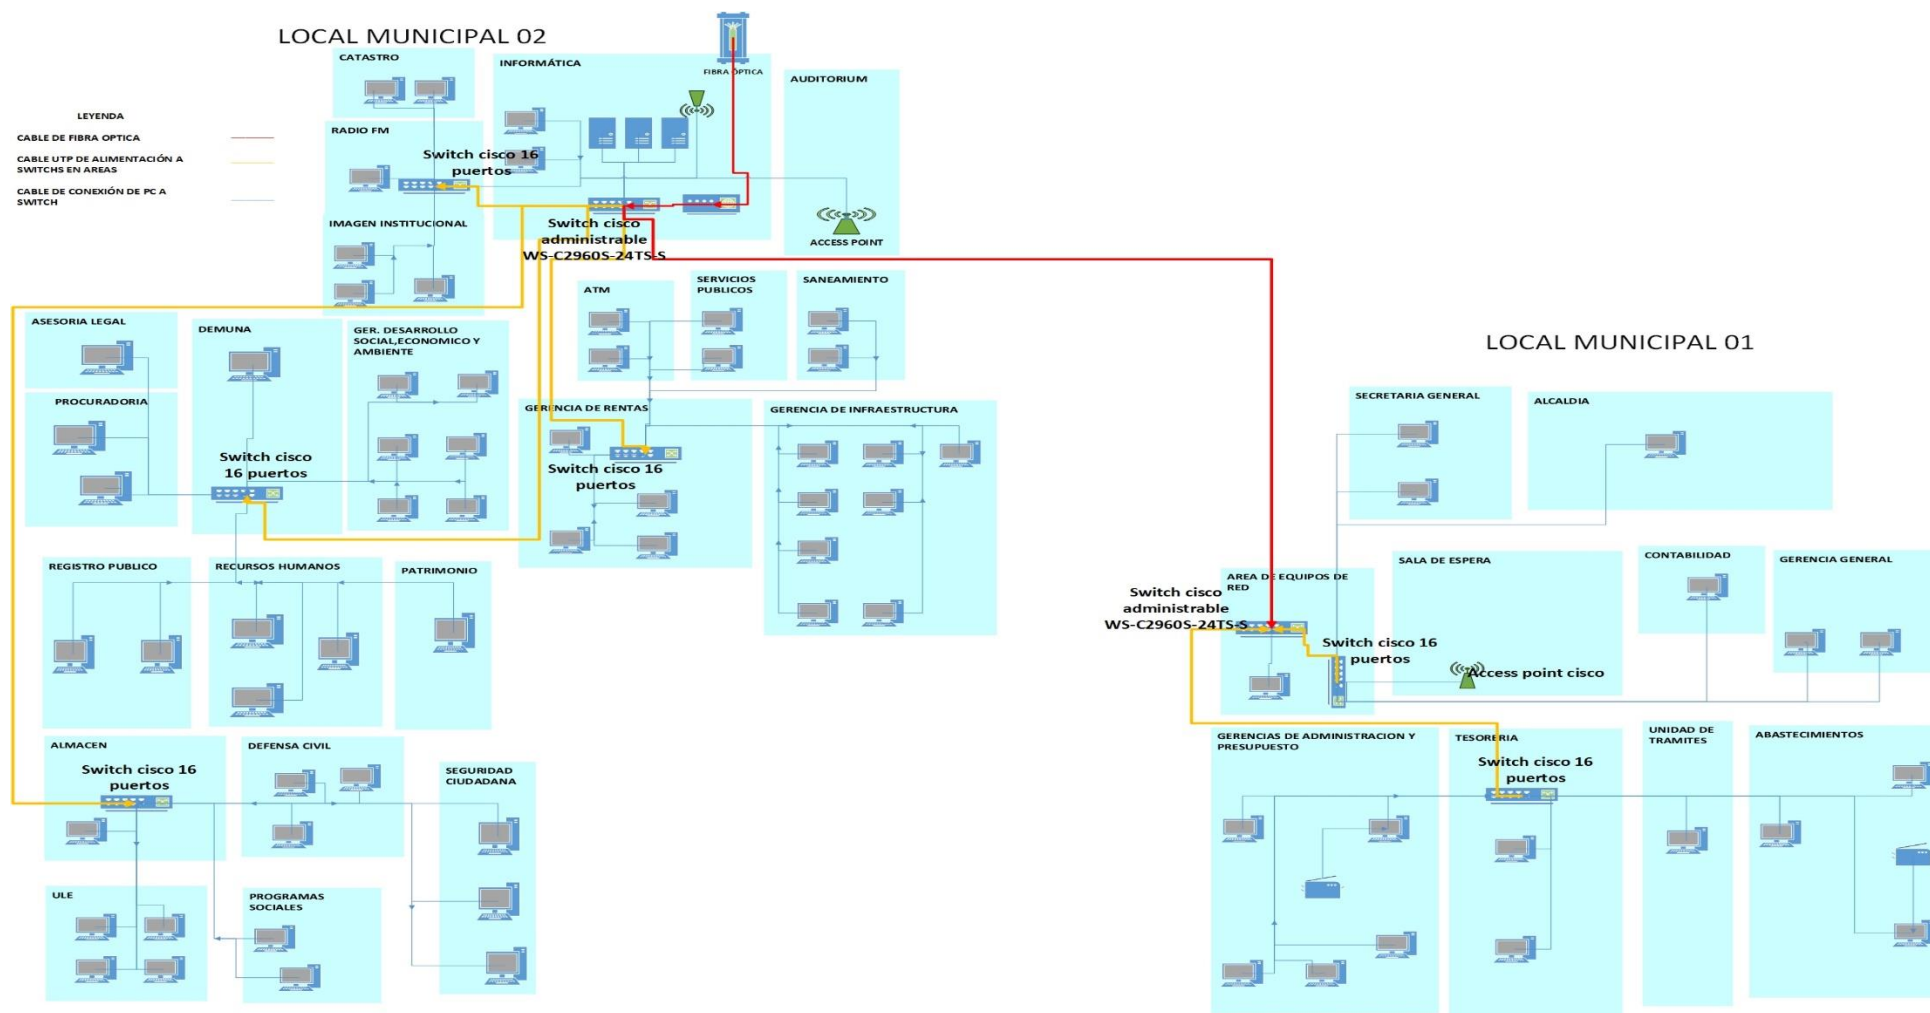 LOCAL MUNICIPAL 02
CATASTRO
INFORMÁTICA
FIBRA ÓPTICA
AUDITORIUM
LEYENDA
CABLE DE FIBRA OPTICA
CABLE UTP DE ALIMENTACIÓN A
SWITCHS EN AREAS
CABLE DE CONEXIÓN DE PC A
SWITCH
RADIO FM
Switch cisco 16
puertos
IMAGEN INSTITUCIONAL
Switch cisco
administrable
WS-C2960S-24TS-S
ACCESS POINT
ATM
SERVICIOS
PUBLICOS
SANEAMIENTO
ASESORIA LEGAL
DEMUNA
GER. DESARROLLO
SOCIAL,ECONOMICO Y
AMBIENTE
PROCURADORIA
Switch cisco
16 puertos
GERENCIA DE RENTAS
Switch cisco 16
puertos
GERENCIA DE INFRAESTRUCTURA
REGISTRO PUBLICO
RECURSOS HUMANOS
PATRIMONIO
ALMACEN
Switch cisco 16
puertos
DEFENSA CIVIL
SEGURIDAD
CIUDADANA
ULE
PROGRAMAS
SOCIALES
LOCAL MUNICIPAL 01
SECRETARIA GENERAL
ALCALDIA
AREA DE EQUIPOS DE
RED
Switch cisco
administrable
WS-C2960S-24TS-S
Switch cisco 16
puertos
SALA DE ESPERA
Access point cisco
CONTABILIDAD
GERENCIA GENERAL
GERENCIAS DE ADMINISTRACION Y
PRESUPUESTO
TESORERIA
Switch cisco 16
puertos
UNIDAD DE
TRAMITES
ABASTECIMIENTOS